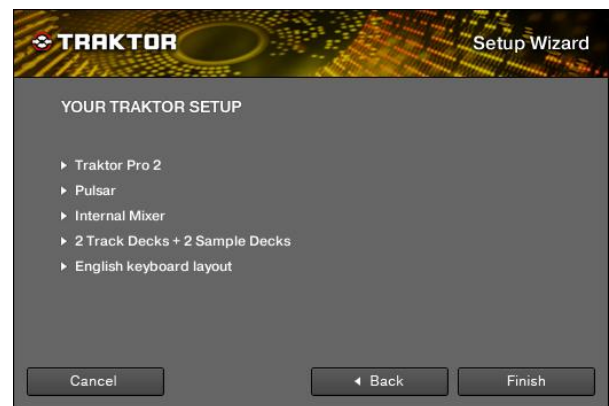 TRAKTOR
Setup Wizard
YOUR TRAKTOR SETUP
Traktor Pro 2
Pulsar
Internal Mixer
2 Track Decks + 2 Sample Decks
English keyboard layout
Cancel
Back
Finish